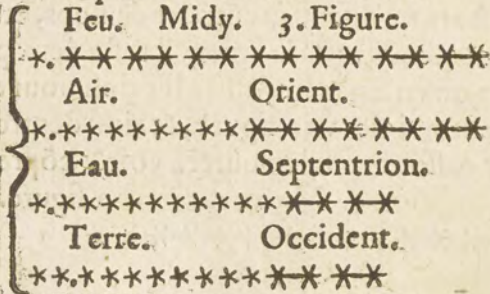 Feu. Midy. 3. Figure.
Air. Orient.
Eau. Septentrion.
Terre. Occident.